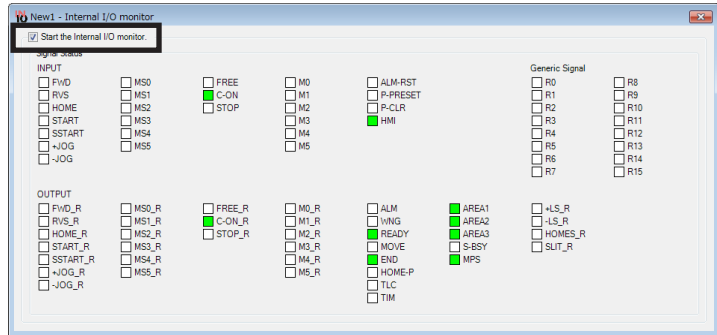 New1 - Internal I/O monitor
Start the Internal I/O monitor.
Signal Status
INPUT
FWD
RVS
HOME
START
SSTART
+JOG
-JOG
MS0
MS1
MS2
MS3
MS4
MS5
FREE
C-ON
STOP
M0
M1
M2
M3
M4
M5
ALM-RST
P-PRESET
P-CLR
HMI
Generic Signal
R0
R1
R2
R3
R4
R5
R6
R7
R8
R9
R10
R11
R12
R13
R14
R15
OUTPUT
FWD_R
RVS_R
HOME_R
START_R
SSTART_R
+JOG_R
-JOG_R
MS0_R
MS1_R
MS2_R
MS3_R
MS4_R
MS5_R
FREE_R
C-ON_R
STOP_R
M0_R
M1_R
M2_R
M3_R
M4_R
M5_R
ALM
WNG
READY
MOVE
END
HOME-P
TLC
TIM
AREA1
AREA2
AREA3
S-BSY
MPS
+LS_R
-LS_R
HOMES_R
SLIT_R